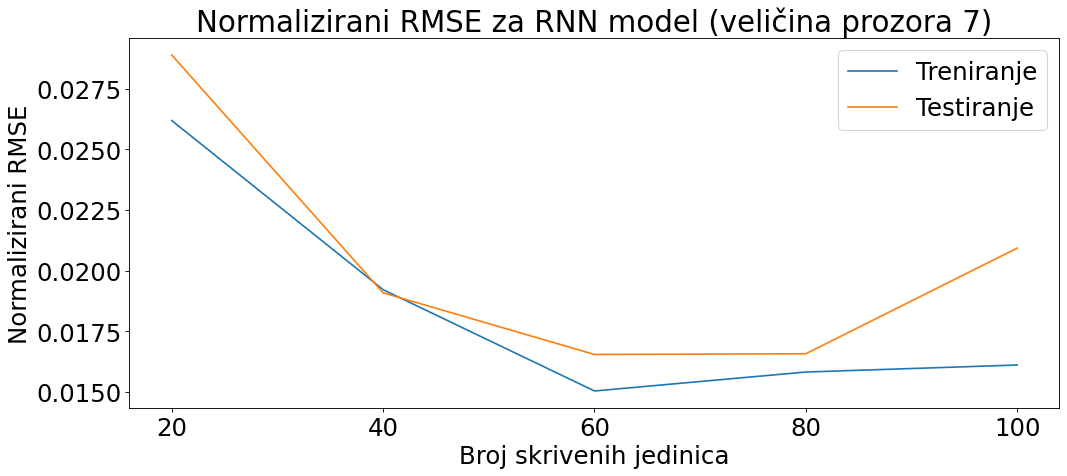 Normalizirani RMSE za RNN model (veličina prozora 7)
Treniranje
Testiranje
Normalizirani RMSE
0.0275
0.0250
0.0225
0.0200
0.0175
0.0150
20 40 60 80 100
Broj skrivenih jedinica